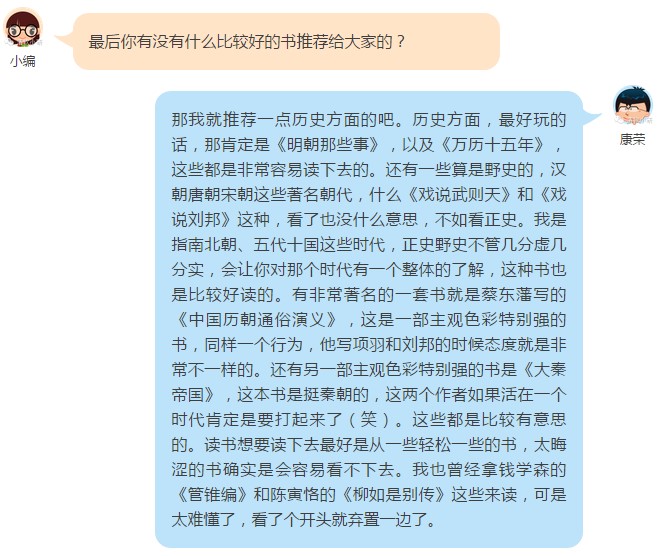 最后你有没有什么比较好的书推荐给大家的？
小编
那我就推荐一点历史方面的吧。历史方面，最好玩的
话，那肯定是《明朝那些事》，以及《万历十五年》，
这些都是非常容易读下去的。还有一些算是野史的，汉
朝唐朝宋朝这些著名朝代，什么《戏说武则天》和《戏
说刘邦》这种，看了也没什么意思，不如看正史。我是
指南北朝、五代十国这些时代，正史野史不管几分虚几
分实，会让你对那个时代有一个整体的了解，这种书也
是比较好读的。有非常著名的一套书就是蔡东藩写的
《中国历朝通俗演义》，这是一部主观色彩特别强的
书，同样一个行为，他写项羽和刘邦的时候态度就是非
常不一样的。还有另一部主观色彩特别强的书是《大秦
帝国》，这本书是挺秦朝的，这两个作者如果活在一个
时代肯定是要打起来了（笑）。这些都是比较有意思
的。读书想要读下去最好是从一些轻松一些的书，太晦
涩的书确实是会容易看不下去。我也曾经拿钱学森的
《管锥编》和陈寅恪的《柳如是别传》这些来读，可是
太难懂了，看了个开头就弃置一边了。
康荣